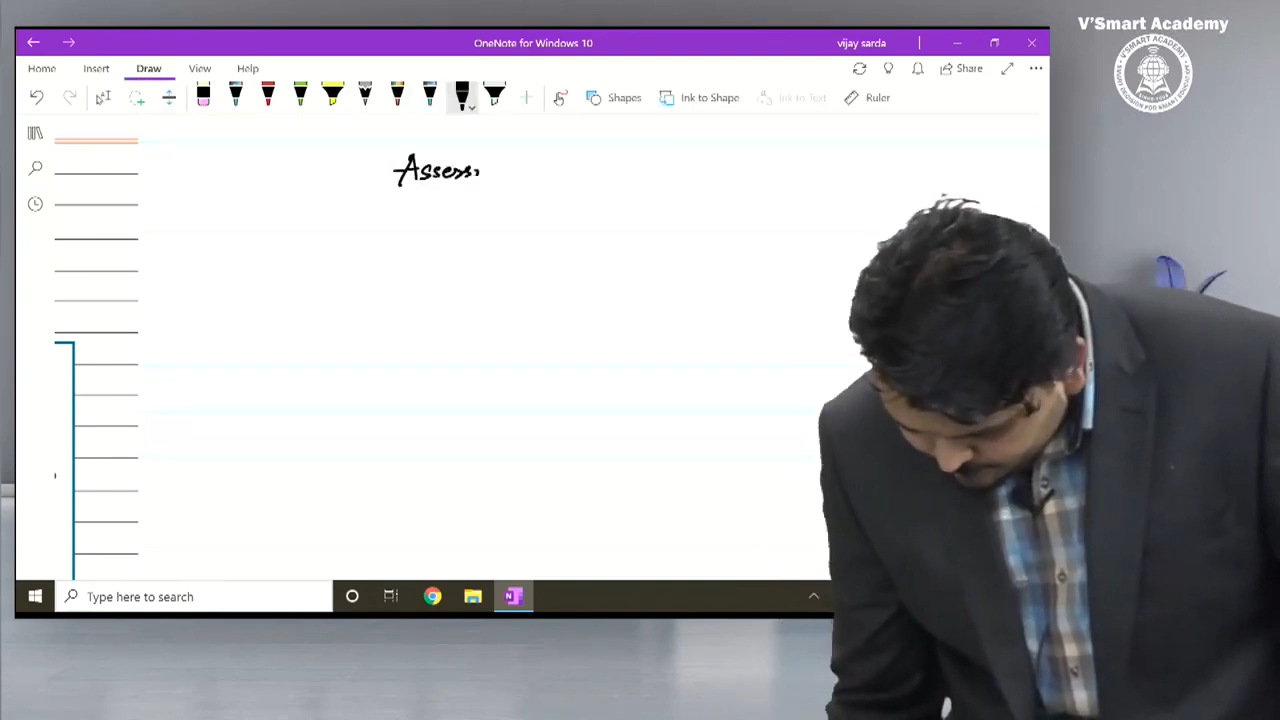 V'Smart Academy
OneNote for Windows 10
vijay sarda
Home Insert Draw View Help
Share
Shapes Ink to Shape Ink to Text Ruler
Assess
Type here to search